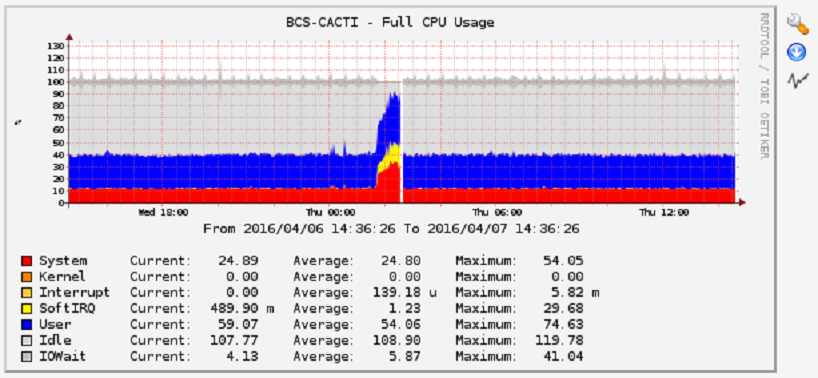 BCS-CACTI - Full CPU Usage
RRDTOOL / TOBI OETIKER
130
120
110
100
90
80
70
60
50
40
30
20
10
0
Wed 18:00 Thu 00:00 Thu 06:00 Thu 12:00
From 2016/04/06 14:36:26 To 2016/04/07 14:36:26
System Current: 24.89 Average: 24.80 Maximum: 54.05
Kernel Current: 0.00 Average: 0.00 Maximum: 0.00
Interrupt Current: 0.00 Average: 139.18 u Maximum: 5.82 m
SoftIRQ Current: 489.90 m Average: 1.23 Maximum: 29.68
User Current: 59.07 Average: 54.06 Maximum: 74.63
Idle Current: 107.77 Average: 108.90 Maximum: 119.78
IOWait Current: 4.13 Average: 5.87 Maximum: 41.04